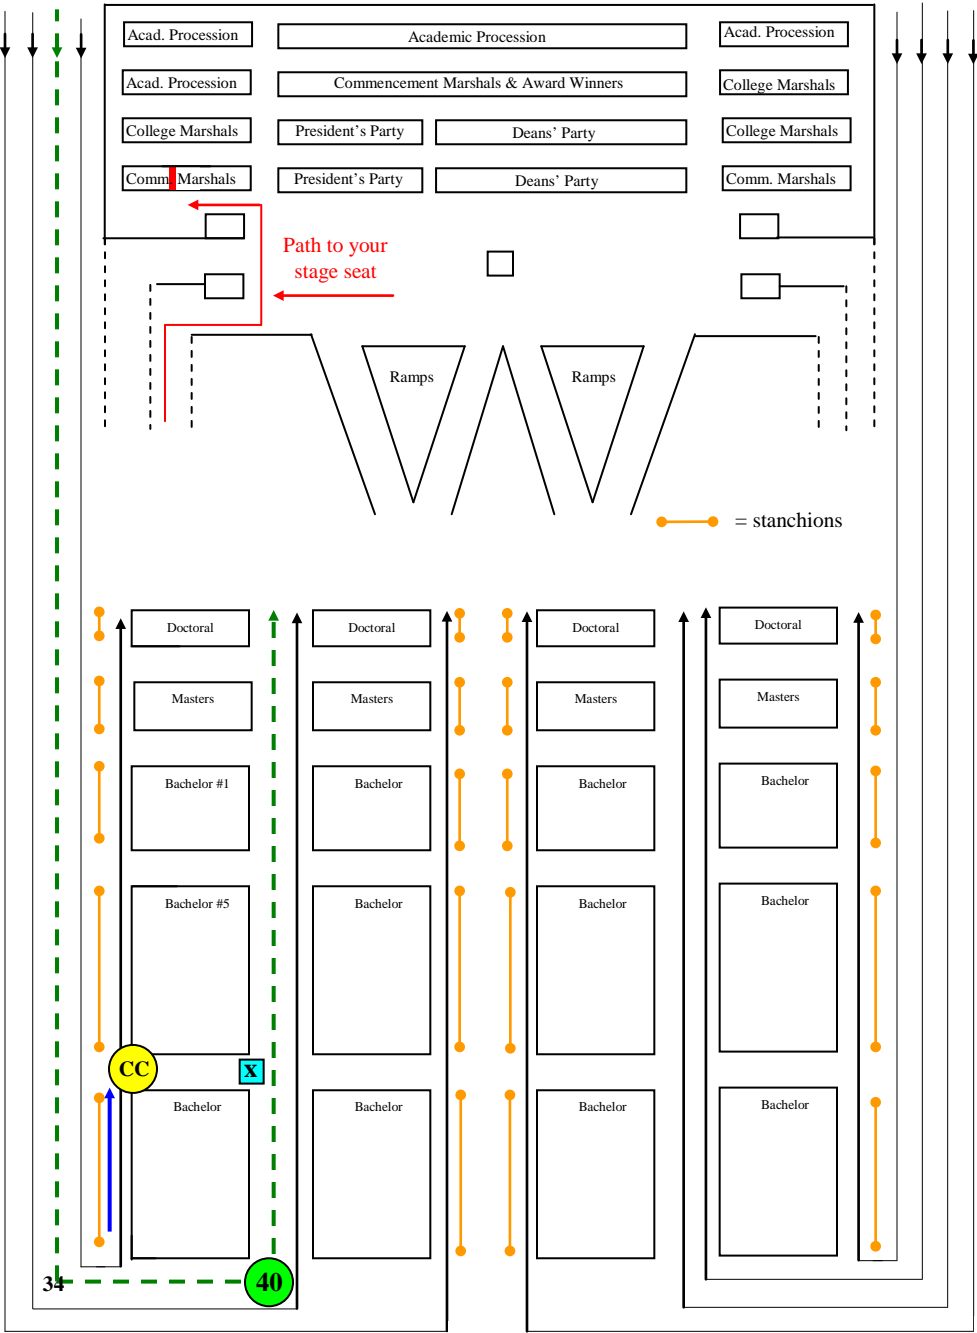 Acad. Procession
Academic Procession
Acad. Procession
Acad. Procession
Commencement Marshals & Award Winners
College Marshals
College Marshals
President's Party
Deans' Party
College Marshals
Comm. Marshals
President's Party
Deans' Party
Comm. Marshals
Path to your
stage seat
Ramps
Ramps
= stanchions
Doctoral
Doctoral
Doctoral
Doctoral
Masters
Masters
Masters
Masters
Bachelor #1
Bachelor
Bachelor
Bachelor
Bachelor #5
Bachelor
Bachelor
Bachelor
CC
X
Bachelor
Bachelor
Bachelor
Bachelor
34
40